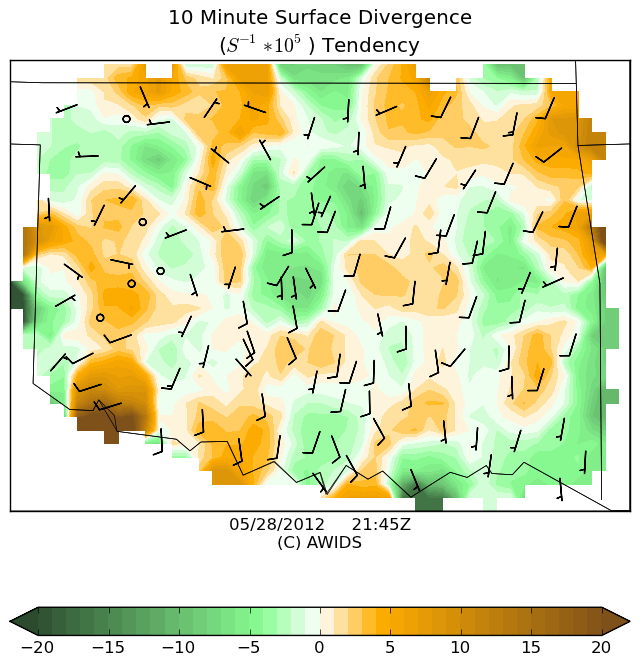 10 Minute Surface Divergence
(S⁻¹ ∗ 10⁵ ) Tendency
05/28/2012 21:45Z
(C) AWIDS
−20 −15 −10 −5 0 5 10 15 20